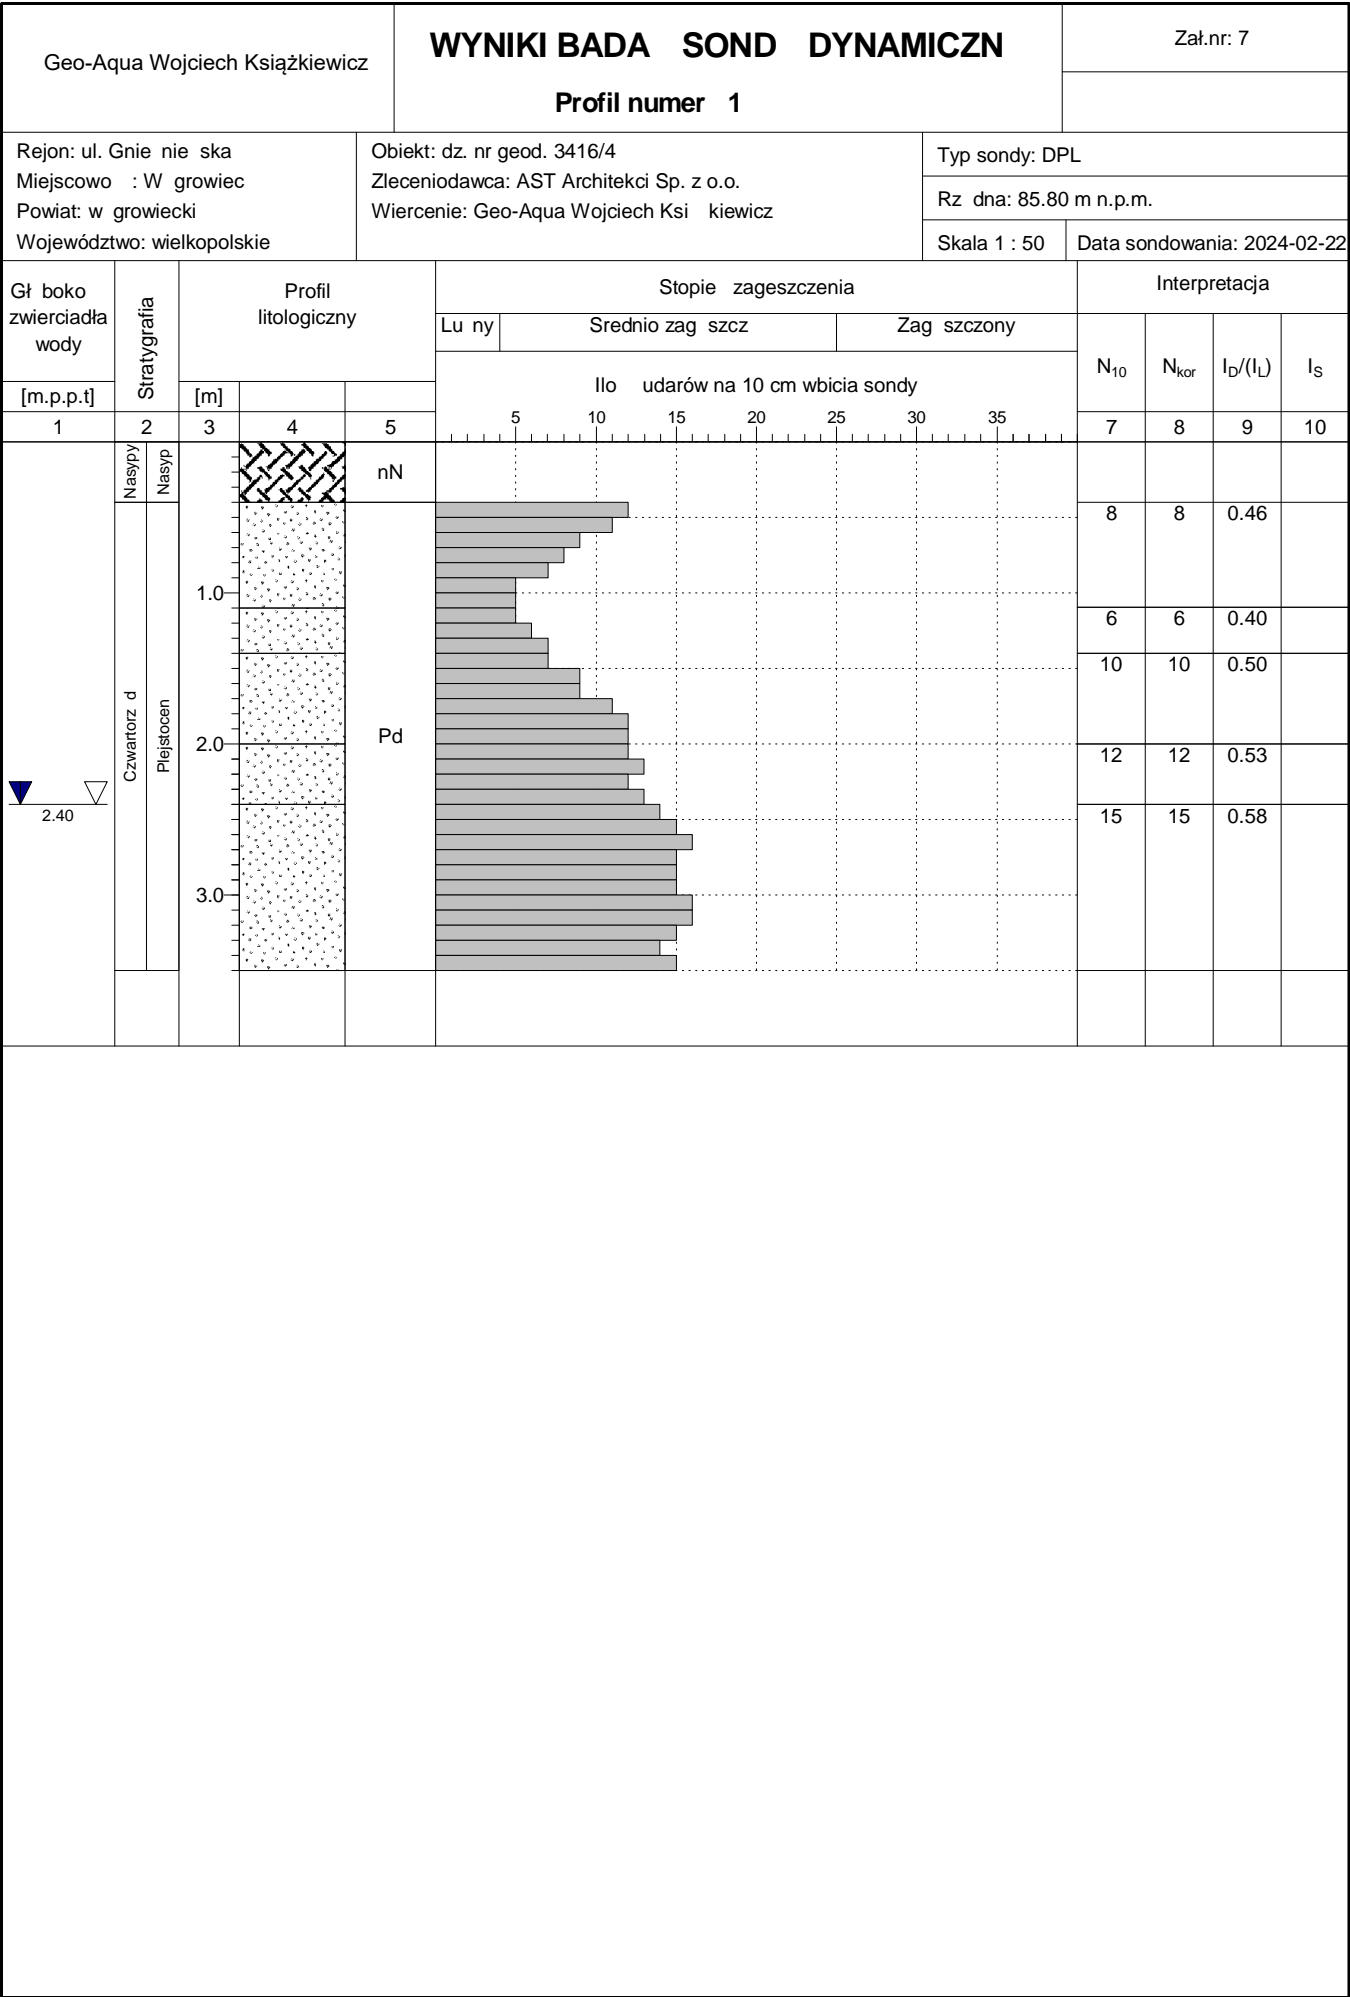 Geo-Aqua Wojciech Książkiewicz
WYNIKI BADA SOND DYNAMICZN
Profil numer 1
Zał.nr: 7
Rejon: ul. Gnie nie ska
Miejscowo : W growiec
Powiat: w growiecki
Województwo: wielkopolskie
Obiekt: dz. nr geod. 3416/4
Zleceniodawca: AST Architekci Sp. z o.o.
Wiercenie: Geo-Aqua Wojciech Ksi kiewicz
Typ sondy: DPL
Rz dna: 85.80 m n.p.m.
Skala 1 : 50
Data sondowania: 2024-02-22
Gł boko
zwierciadła
wody
[m.p.p.t]
Stratygrafia
Profil
litologiczny
[m]
Stopie zageszczenia
Lu ny
Srednio zag szcz
Zag szczony
Ilo udarów na 10 cm wbicia sondy
5 10 15 20 25 30 35
Interpretacja
N10 Nkor ID/(IL) IS
1 2 3 4 5 7 8 9 10
Nasypy
Nasyp
nN
Czwartorz d
Plejstocen
Pd
1.0
2.0
3.0
2.40
8 8 0.46
6 6 0.40
10 10 0.50
12 12 0.53
15 15 0.58